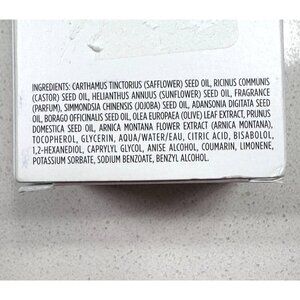 INGREDIENTS: CARTHAMUS TINCTORIUS (SAFFLOWER) SEED OIL, RICINUS COMMUNIS
(CASTOR) SEED OIL, HELIANTHUS ANNUUS (SUNFLOWER) SEED OIL, FRAGRANCE
(PARFUM), SIMMONDSIA CHINENSIS (JOJOBA) SEED OIL, ADANSONIA DIGITATA SEED
OIL, BORAGO OFFICINALIS SEED OIL, OLEA EUROPAEA (OLIVE) LEAF EXTRACT, PRUNUS
DOMESTICA SEED OIL, ARNICA MONTANA FLOWER EXTRACT (ARNICA MONTANA),
TOCOPHEROL, GLYCERIN, AQUA/WATER/EAU, CITRIC ACID, BISABOLOL,
1,2-HEXANEDIOL, CAPRYLYL GLYCOL, ANISE ALCOHOL, COUMARIN, LIMONENE,
POTASSIUM SORBATE, SODIUM BENZOATE, BENZYL ALCOHOL.